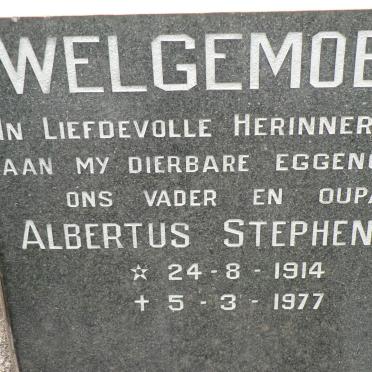 WELGEMOE
IN LIEFDEVOLLE HERINNER
AAN MY DIERBARE EGGENO
ONS VADER EN OUPA
ALBERTUS STEPHEN
☆ 24 - 8 - 1914
✝ 5 - 3 - 1977